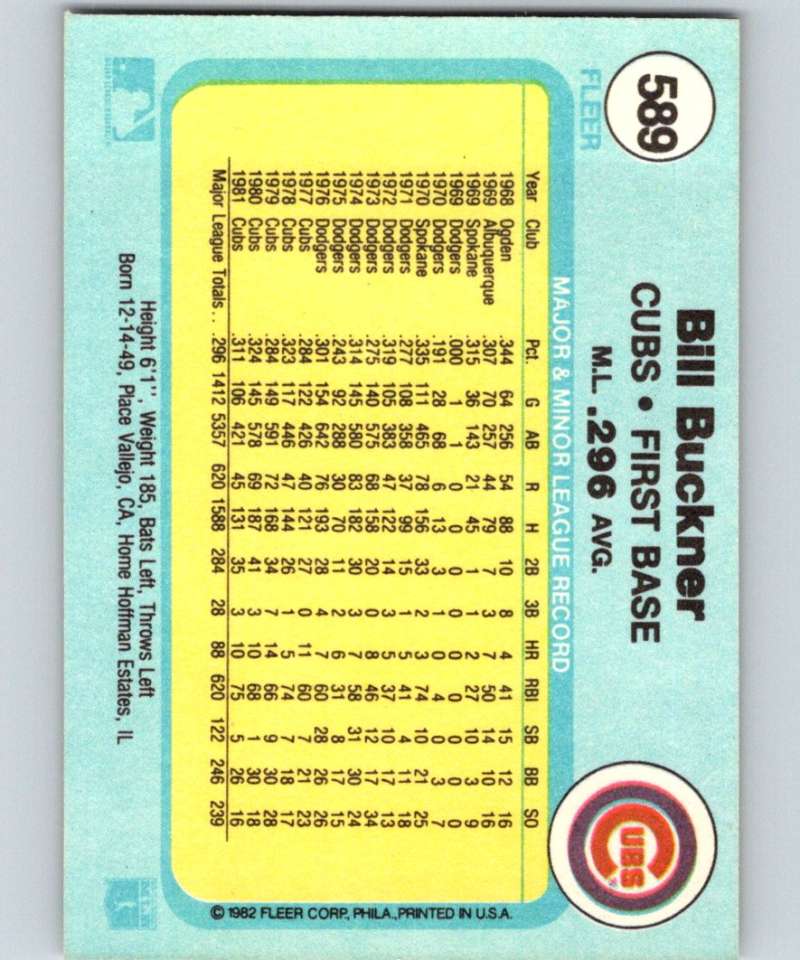 589
FLEER
Bill Buckner
CUBS • FIRST BASE
M.L. .296 AVG.
CUBS
MAJOR & MINOR LEAGUE RECORD
Year Club Pct. G AB R H 2B 3B HR RBI SB BB SO
1968 Ogden .344 64 256 54 88 10 8 4 41 15 12 16
1969 Albuquerque .307 70 257 44 79 7 3 7 50 14 10 16
1969 Spokane .315 36 143 21 45 1 1 2 27 10 3 9
1969 Dodgers .000 1 1 0 0 0 0 0 0 0 0 0
1970 Dodgers .191 28 68 6 13 3 1 0 4 0 3 7
1970 Spokane .335 111 465 78 156 33 2 3 74 10 21 25
1971 Dodgers .277 108 358 37 99 15 1 5 41 4 11 18
1972 Dodgers .319 105 383 47 122 14 3 5 37 10 17 13
1973 Dodgers .275 140 575 68 158 20 0 8 46 12 17 34
1974 Dodgers .314 145 580 83 182 30 3 7 58 31 30 24
1975 Dodgers .243 92 288 30 70 11 2 6 31 8 17 15
1976 Dodgers .301 154 642 76 193 28 4 7 60 28 26 26
1977 Cubs .284 122 426 40 121 27 0 11 60 7 21 23
1978 Cubs .323 117 446 47 144 26 1 5 74 7 18 17
1979 Cubs .284 149 591 72 168 34 7 14 66 9 30 28
1980 Cubs .324 145 578 69 187 41 3 10 68 1 30 18
1981 Cubs .311 106 421 45 131 35 3 10 75 5 26 16
Major League Totals . . .296 1412 5357 620 1588 284 28 88 620 122 246 239
Height 6'1", Weight 185, Bats Left, Throws Left
Born 12-14-49, Place Vallejo, CA, Home Hoffman Estates, IL
© 1982 FLEER CORP., PHILA., PRINTED IN U.S.A.